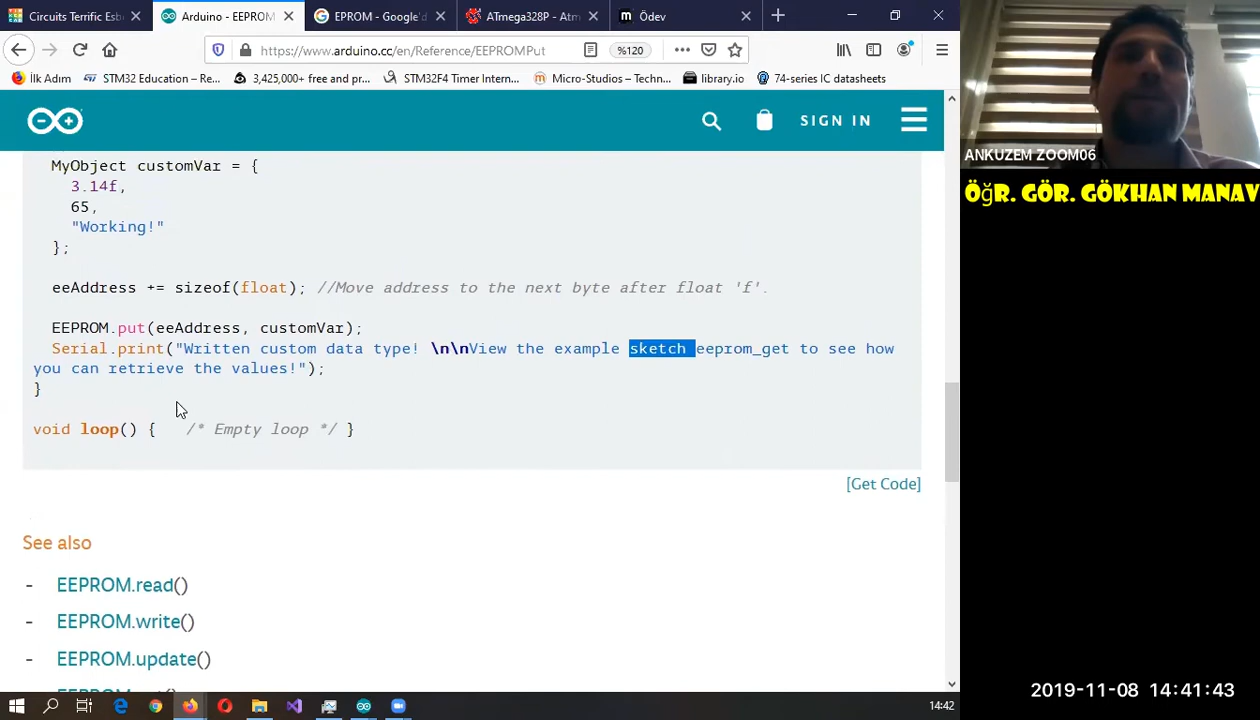 Circuits Terrific Esb
Arduino - EEPROM
EPROM - Google'd
ATmega328P - Atm
Ödev
https://www.arduino.cc/en/Reference/EEPROMPut
%120
İlk Adım
STM32 Education – Re...
3,425,000+ free and pr...
STM32F4 Timer Intern...
Micro-Studios – Techn...
library.io
74-series IC datasheets
SIGN IN
MyObject customVar = {
3.14f,
65,
"Working!"
};
eeAddress += sizeof(float); //Move address to the next byte after float 'f'.
EEPROM.put(eeAddress, customVar);
Serial.print("Written custom data type! \n\nView the example sketch eeprom_get to see how
you can retrieve the values!");
}
void loop() { /* Empty loop */ }
[Get Code]
See also
- EEPROM.read()
- EEPROM.write()
- EEPROM.update()
14:42
ANKUZEM ZOOM06
ÖğR. GÖR. GÖKHAN MANAV
2019-11-08 14:41:43